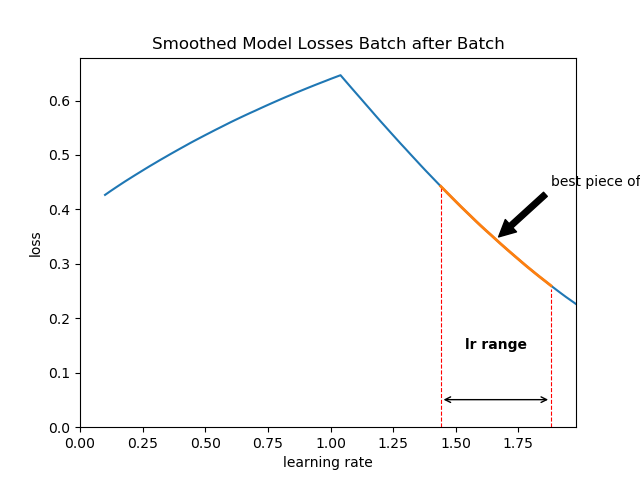 Smoothed Model Losses Batch after Batch
0.6
0.5
0.4
0.3
0.2
0.1
0.0
loss
best piece of
lr range
0.00 0.25 0.50 0.75 1.00 1.25 1.50 1.75
learning rate